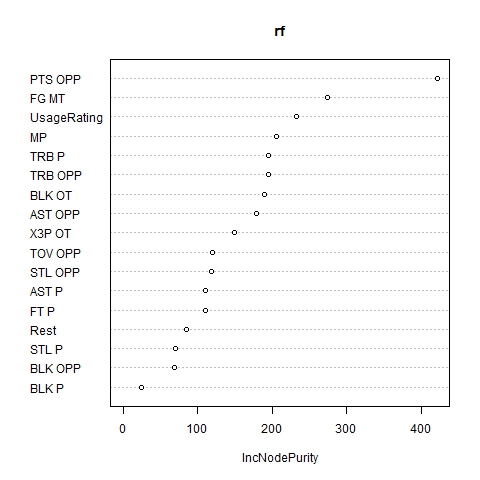 rf
PTS OPP
FG MT
UsageRating
MP
TRB P
TRB OPP
BLK OT
AST OPP
X3P OT
TOV OPP
STL OPP
AST P
FT P
Rest
STL P
BLK OPP
BLK P
0 100 200 300 400
IncNodePurity